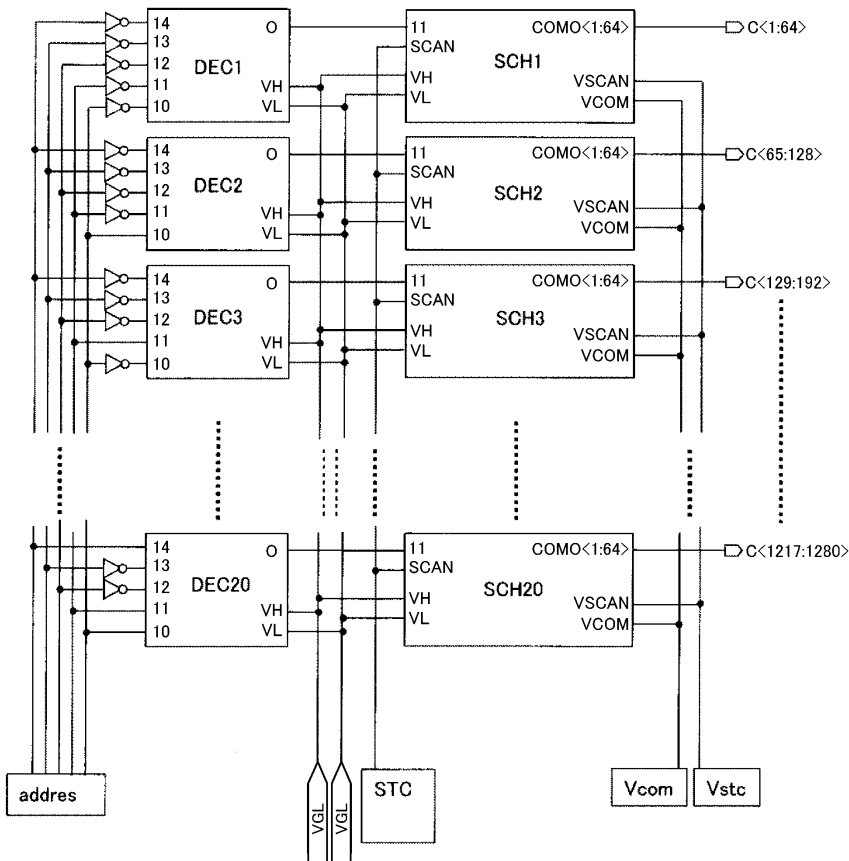 14
13
12
11
10
DEC1
O
VH
VL
11
SCAN
VH
VL
SCH1
COMO<1:64>
VSCAN
VCOM
C<1:64>
14
13
12
11
10
DEC2
O
VH
VL
11
SCAN
VH
VL
SCH2
COMO<1:64>
VSCAN
VCOM
C<65:128>
14
13
12
11
10
DEC3
O
VH
VL
11
SCAN
VH
VL
SCH3
COMO<1:64>
VSCAN
VCOM
C<129:192>
14
13
12
11
10
DEC20
O
VH
VL
11
SCAN
VH
VL
SCH20
COMO<1:64>
VSCAN
VCOM
C<1217:1280>
addres
VGL
VGL
STC
Vcom
Vstc